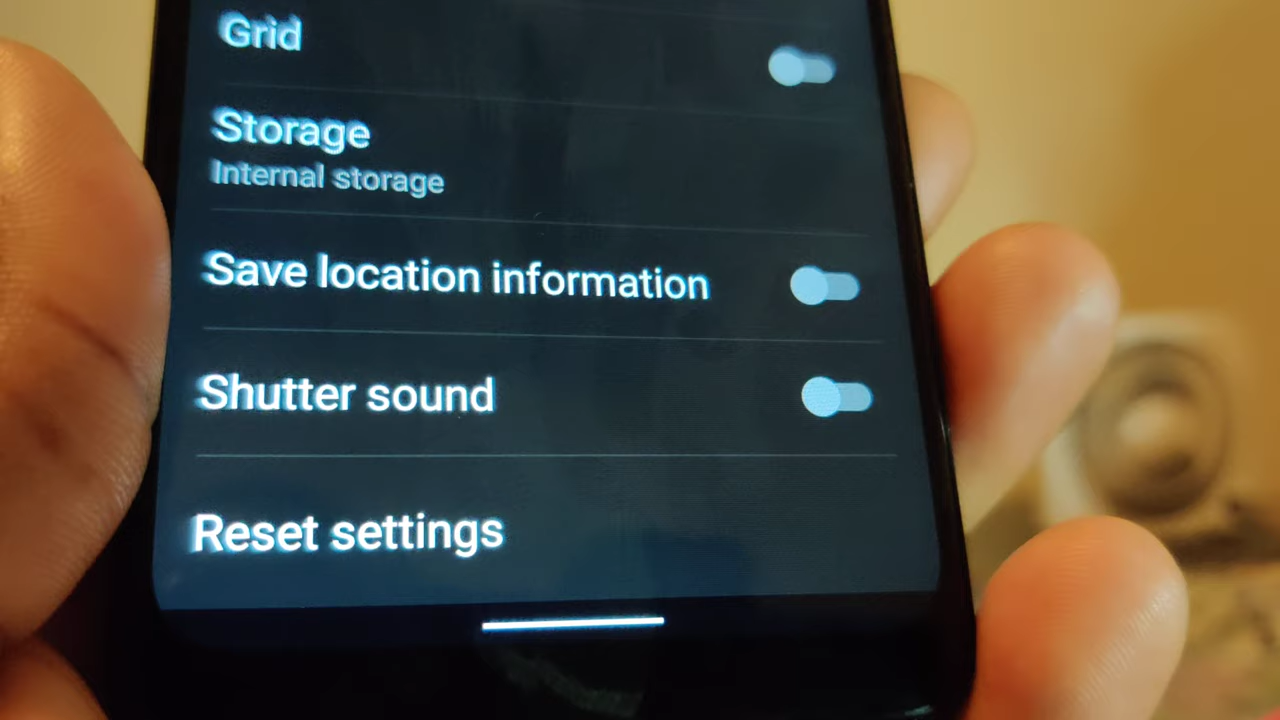 Grid
Storage
Internal storage
Save location information
Shutter sound
Reset settings